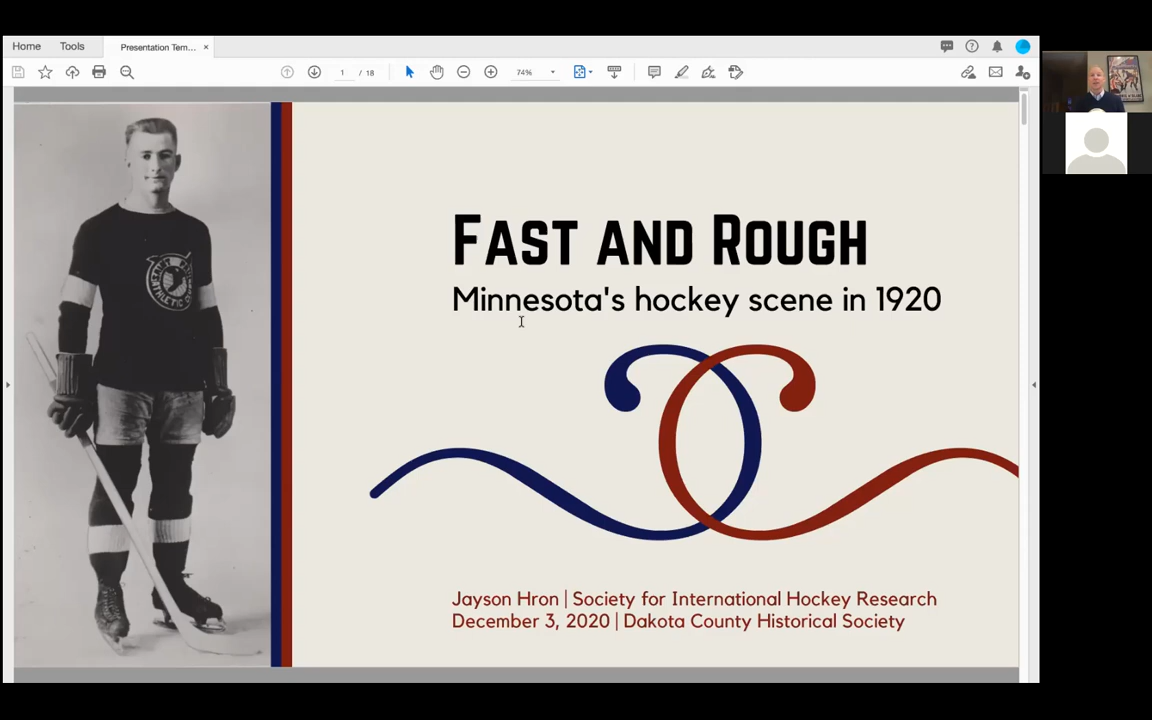 Home
Tools
Presentation Tem... ×
1 / 18
74%
FAST AND ROUGH
Minnesota's hockey scene in 1920
Jayson Hron | Society for International Hockey Research
December 3, 2020 | Dakota County Historical Society